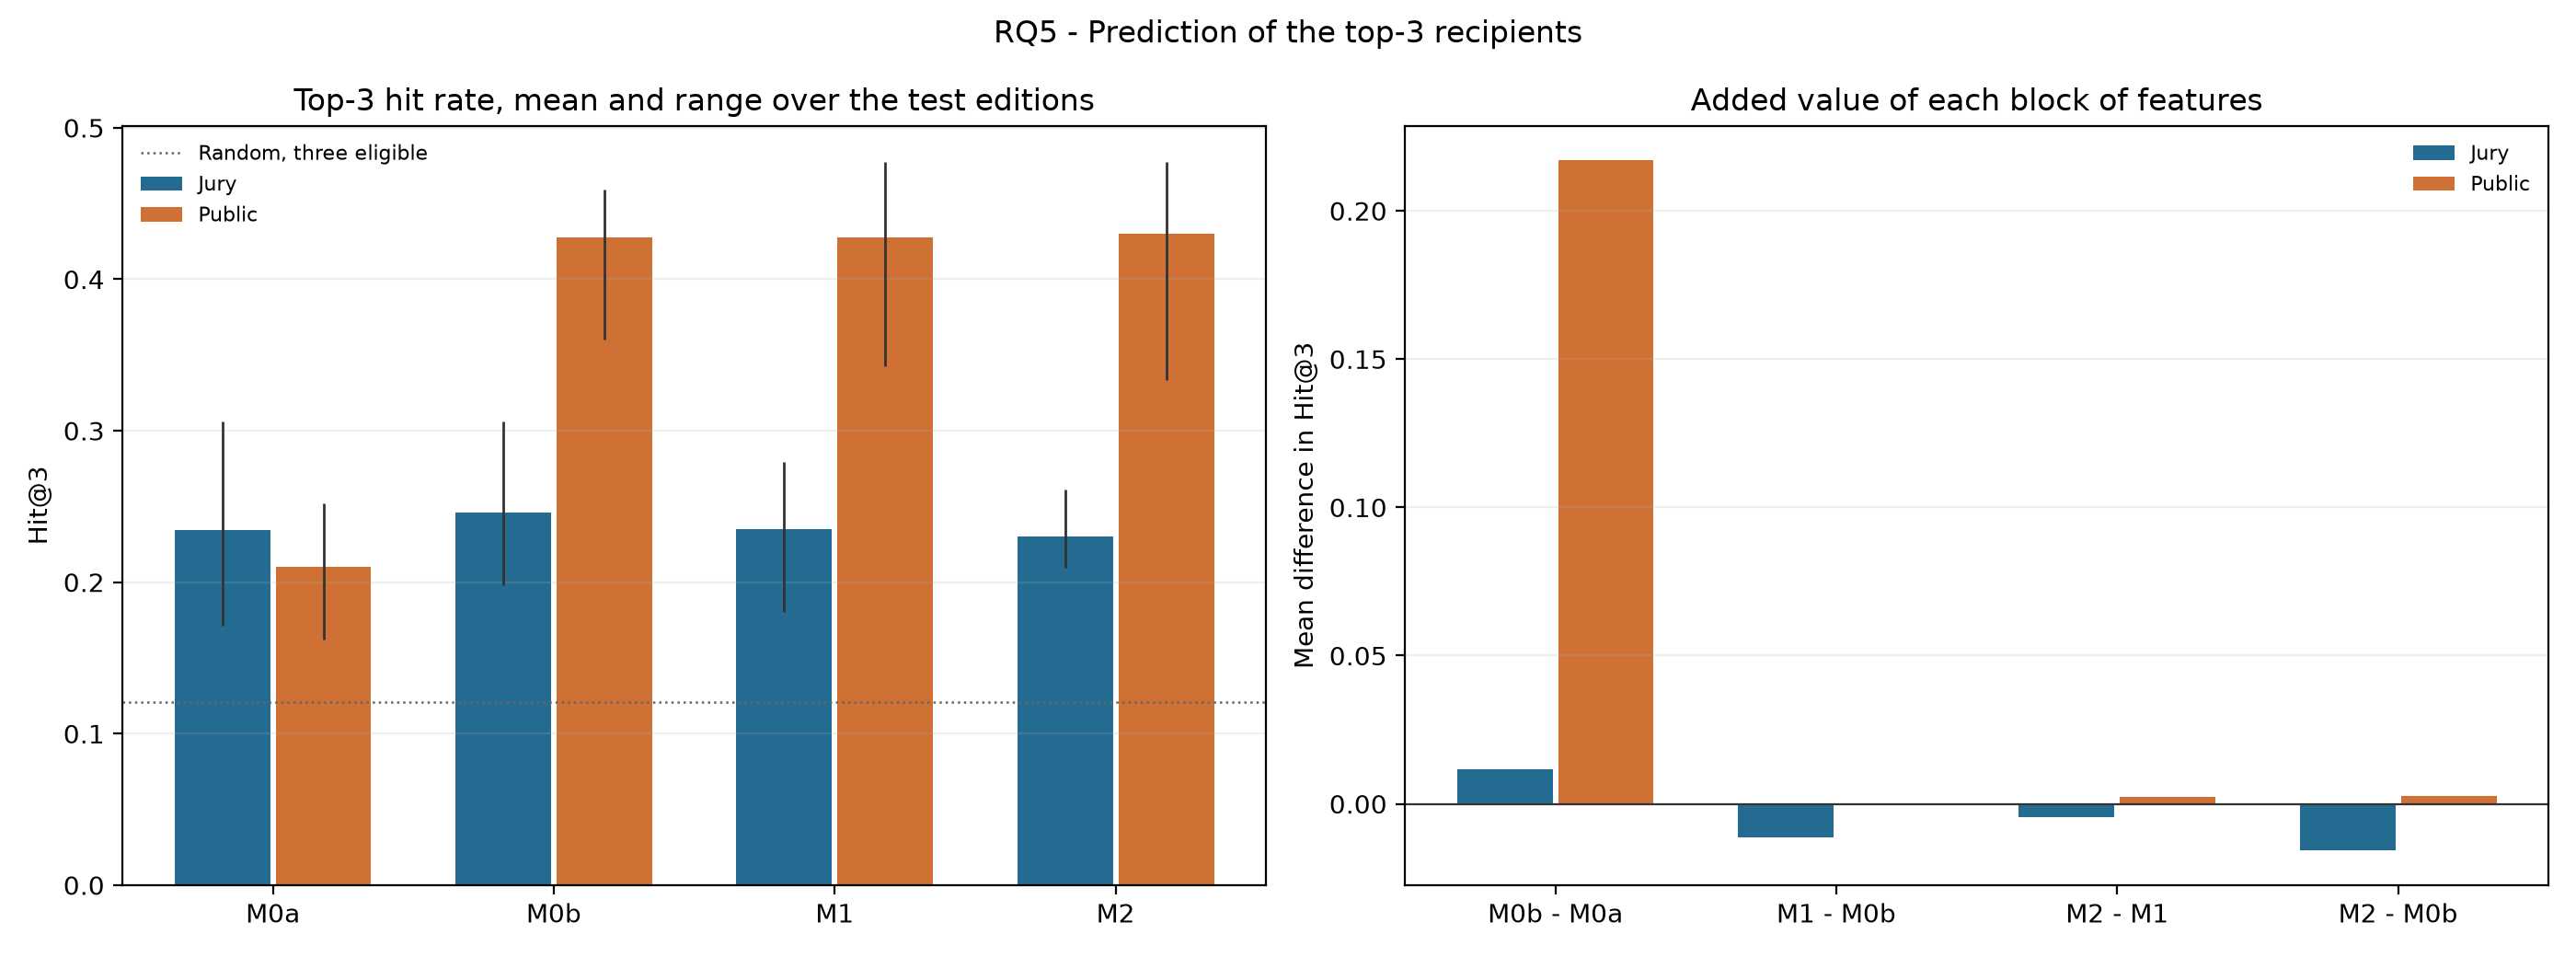 RQ5 - Prediction of the top-3 recipients
Top-3 hit rate, mean and range over the test editions
Hit@3
0.5
0.4
0.3
0.2
0.1
0.0
Random, three eligible
Jury
Public
M0a
M0b
M1
M2
Added value of each block of features
Mean difference in Hit@3
0.20
0.15
0.10
0.05
0.00
Jury
Public
M0b - M0a
M1 - M0b
M2 - M1
M2 - M0b